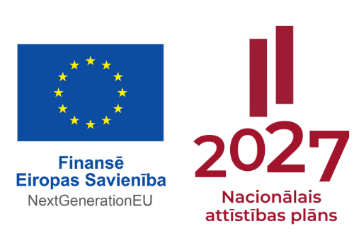 Finansē
Eiropas Savienība
NextGenerationEU
2027
Nacionālais
attīstības plāns